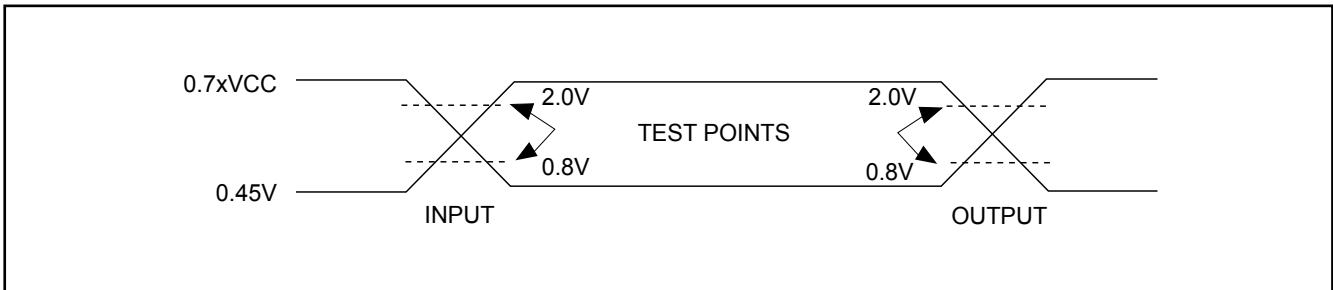 0.7xVCC
2.0V
2.0V
TEST POINTS
0.8V
0.8V
0.45V
INPUT
OUTPUT